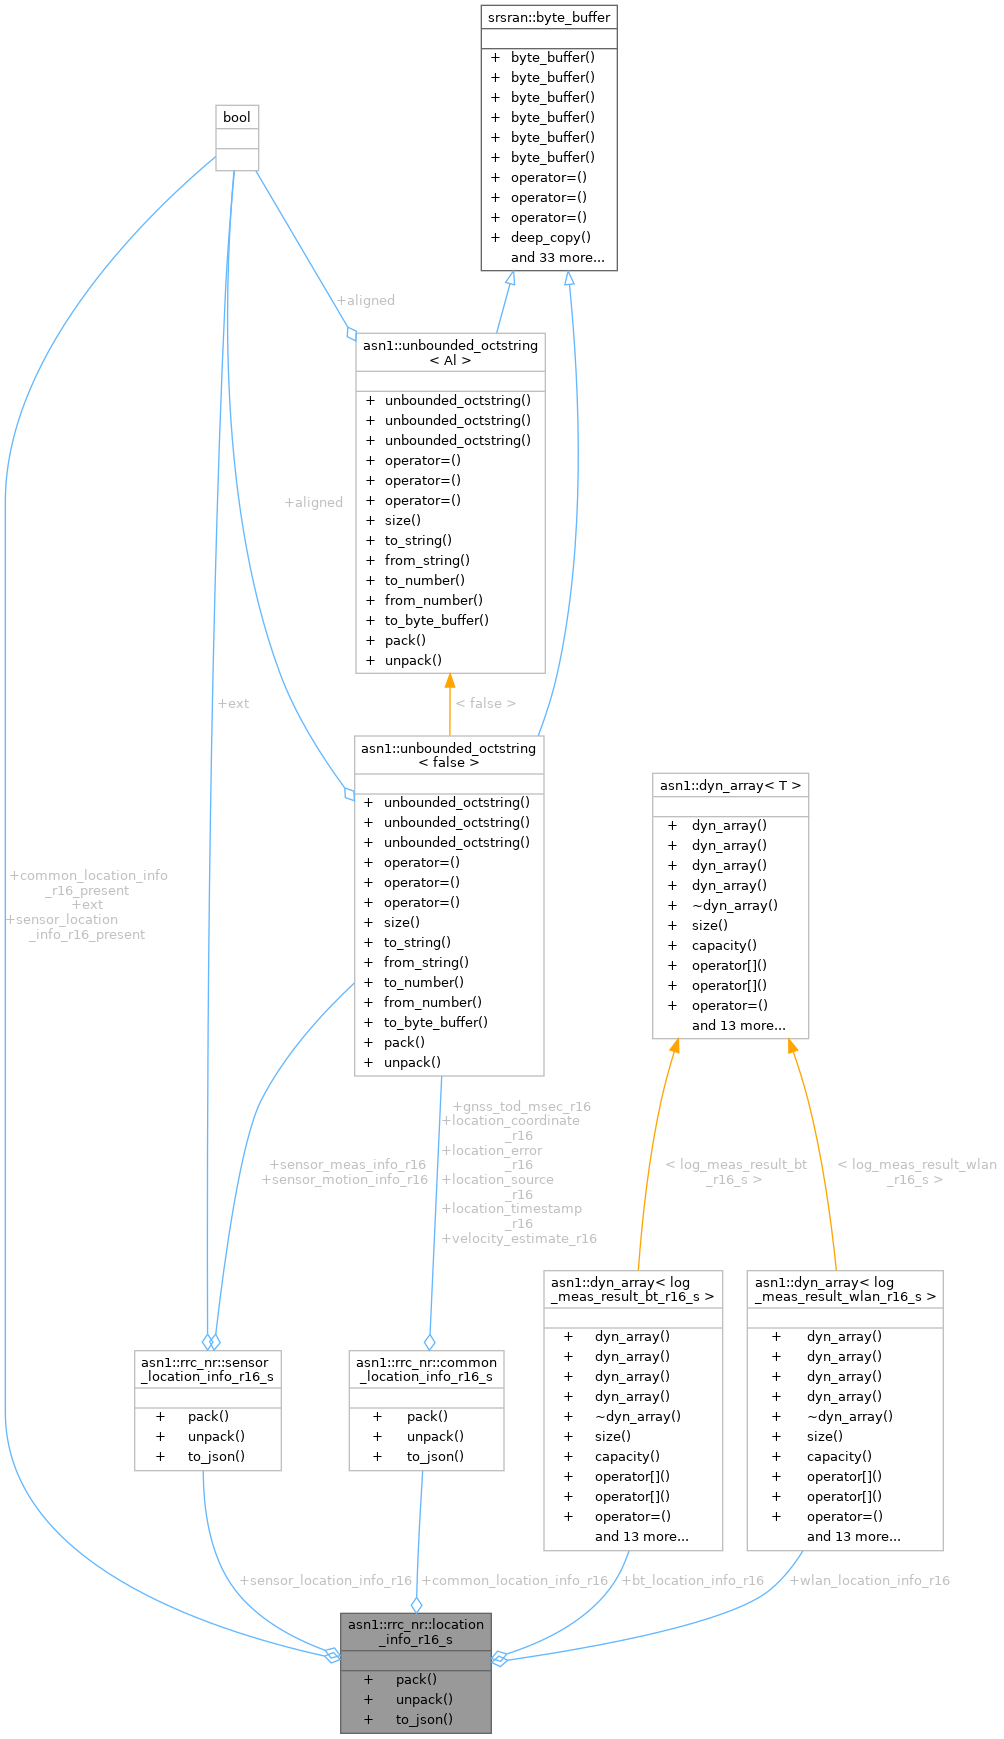 srsran::byte_buffer
+ byte_buffer()
+ byte_buffer()
+ byte_buffer()
+ byte_buffer()
+ byte_buffer()
+ byte_buffer()
+ operator=()
+ operator=()
+ operator=()
+ deep_copy()
and 33 more...
bool
+aligned
asn1::unbounded_octstring
< Al >
+ unbounded_octstring()
+ unbounded_octstring()
+ unbounded_octstring()
+ operator=()
+ operator=()
+ operator=()
+ size()
+ to_string()
+ from_string()
+ to_number()
+ from_number()
+ to_byte_buffer()
+ pack()
+ unpack()
+aligned
+ext
< false >
asn1::unbounded_octstring
< false >
+ unbounded_octstring()
+ unbounded_octstring()
+ unbounded_octstring()
+ operator=()
+ operator=()
+ operator=()
+ size()
+ to_string()
+ from_string()
+ to_number()
+ from_number()
+ to_byte_buffer()
+ pack()
+ unpack()
asn1::dyn_array< T >
+ dyn_array()
+ dyn_array()
+ dyn_array()
+ dyn_array()
+ ~dyn_array()
+ size()
+ capacity()
+ operator[]()
+ operator[]()
+ operator=()
and 13 more...
+common_location_info
_r16_present
+ext
+sensor_location
_info_r16_present
+sensor_meas_info_r16
+sensor_motion_info_r16
+gnss_tod_msec_r16
+location_coordinate
_r16
+location_error
_r16
+location_source
_r16
+location_timestamp
_r16
+velocity_estimate_r16
< log_meas_result_bt
_r16_s >
< log_meas_result_wlan
_r16_s >
asn1::rrc_nr::sensor
_location_info_r16_s
+ pack()
+ unpack()
+ to_json()
asn1::rrc_nr::common
_location_info_r16_s
+ pack()
+ unpack()
+ to_json()
asn1::dyn_array< log
_meas_result_bt_r16_s >
+ dyn_array()
+ dyn_array()
+ dyn_array()
+ dyn_array()
+ ~dyn_array()
+ size()
+ capacity()
+ operator[]()
+ operator[]()
+ operator=()
and 13 more...
asn1::dyn_array< log
_meas_result_wlan_r16_s >
+ dyn_array()
+ dyn_array()
+ dyn_array()
+ dyn_array()
+ ~dyn_array()
+ size()
+ capacity()
+ operator[]()
+ operator[]()
+ operator=()
and 13 more...
+sensor_location_info_r16
+common_location_info_r16
+bt_location_info_r16
+wlan_location_info_r16
asn1::rrc_nr::location
_info_r16_s
+ pack()
+ unpack()
+ to_json()